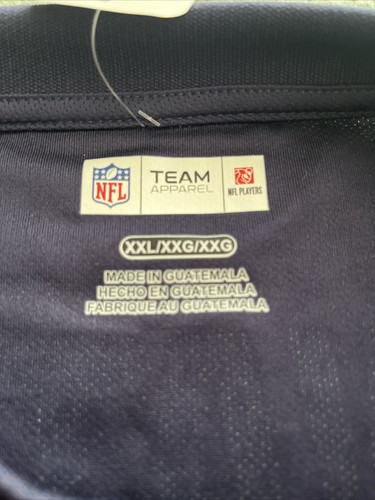 NFL
TEAM
APPAREL
NFL PLAYERS
XXL/XXG/XXG
MADE IN GUATEMALA
HECHO EN GUATEMALA
FABRIQUE AU GUATEMALA